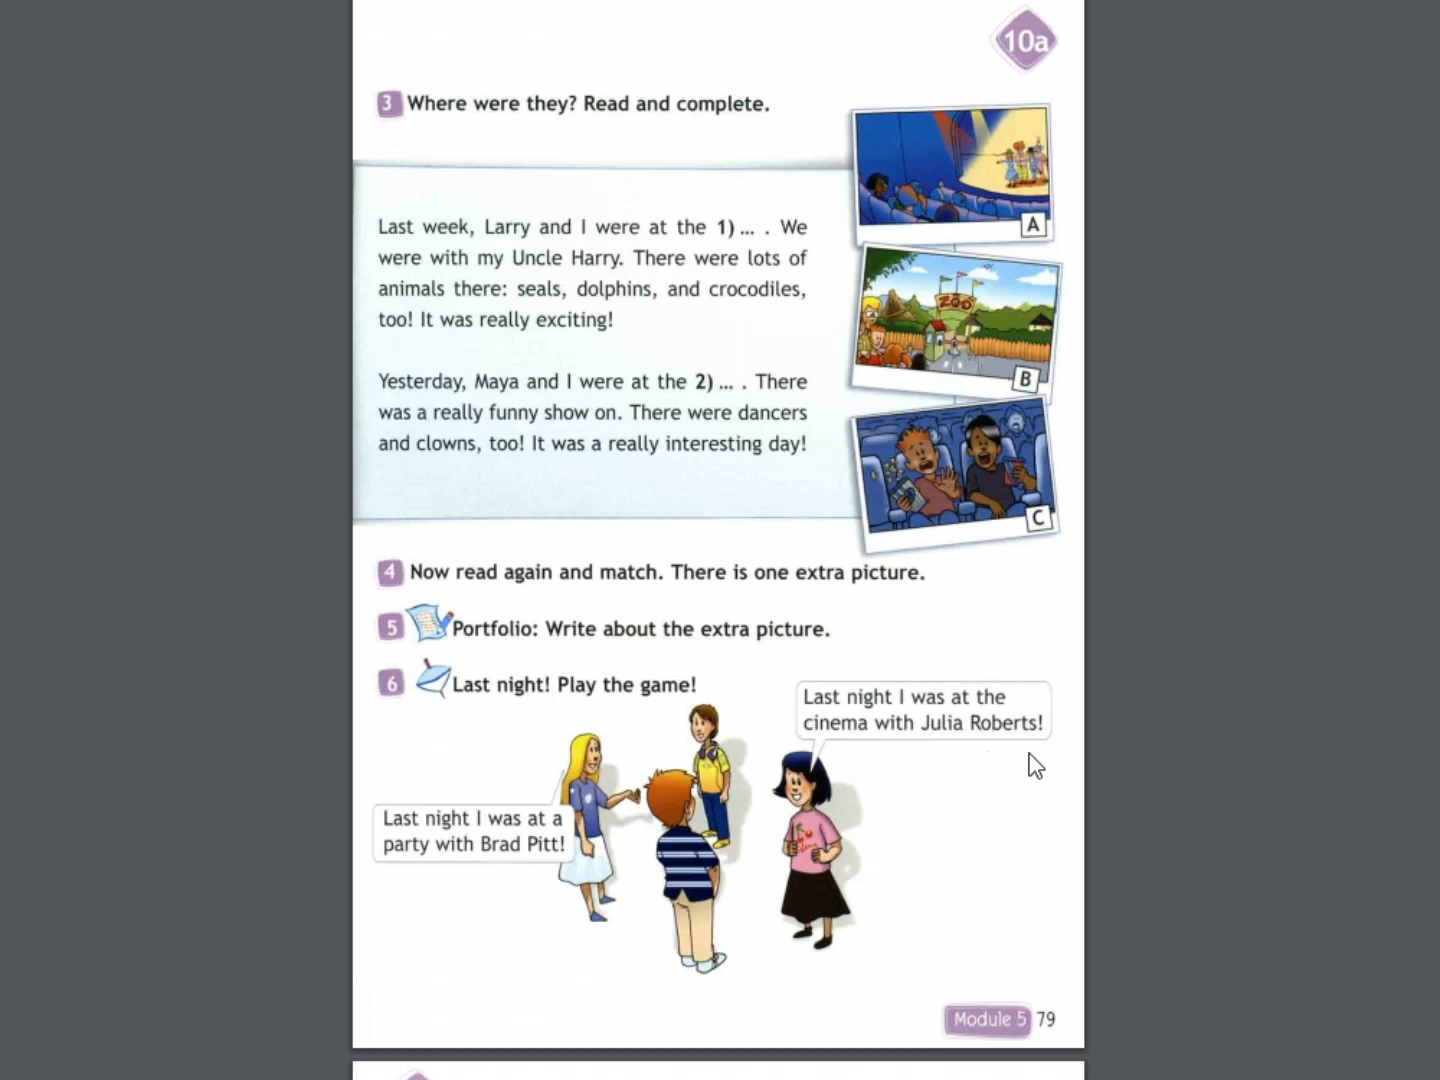 10a
3 Where were they? Read and complete.
Last week, Larry and I were at the 1) ... . We
were with my Uncle Harry. There were lots of
animals there: seals, dolphins, and crocodiles,
too! It was really exciting!
Yesterday, Maya and I were at the 2) ... . There
was a really funny show on. There were dancers
and clowns, too! It was a really interesting day!
A
ZOO
B
C
4 Now read again and match. There is one extra picture.
5 Portfolio: Write about the extra picture.
6 Last night! Play the game!
Last night I was at the
cinema with Julia Roberts!
Last night I was at a
party with Brad Pitt!
Module 5 79